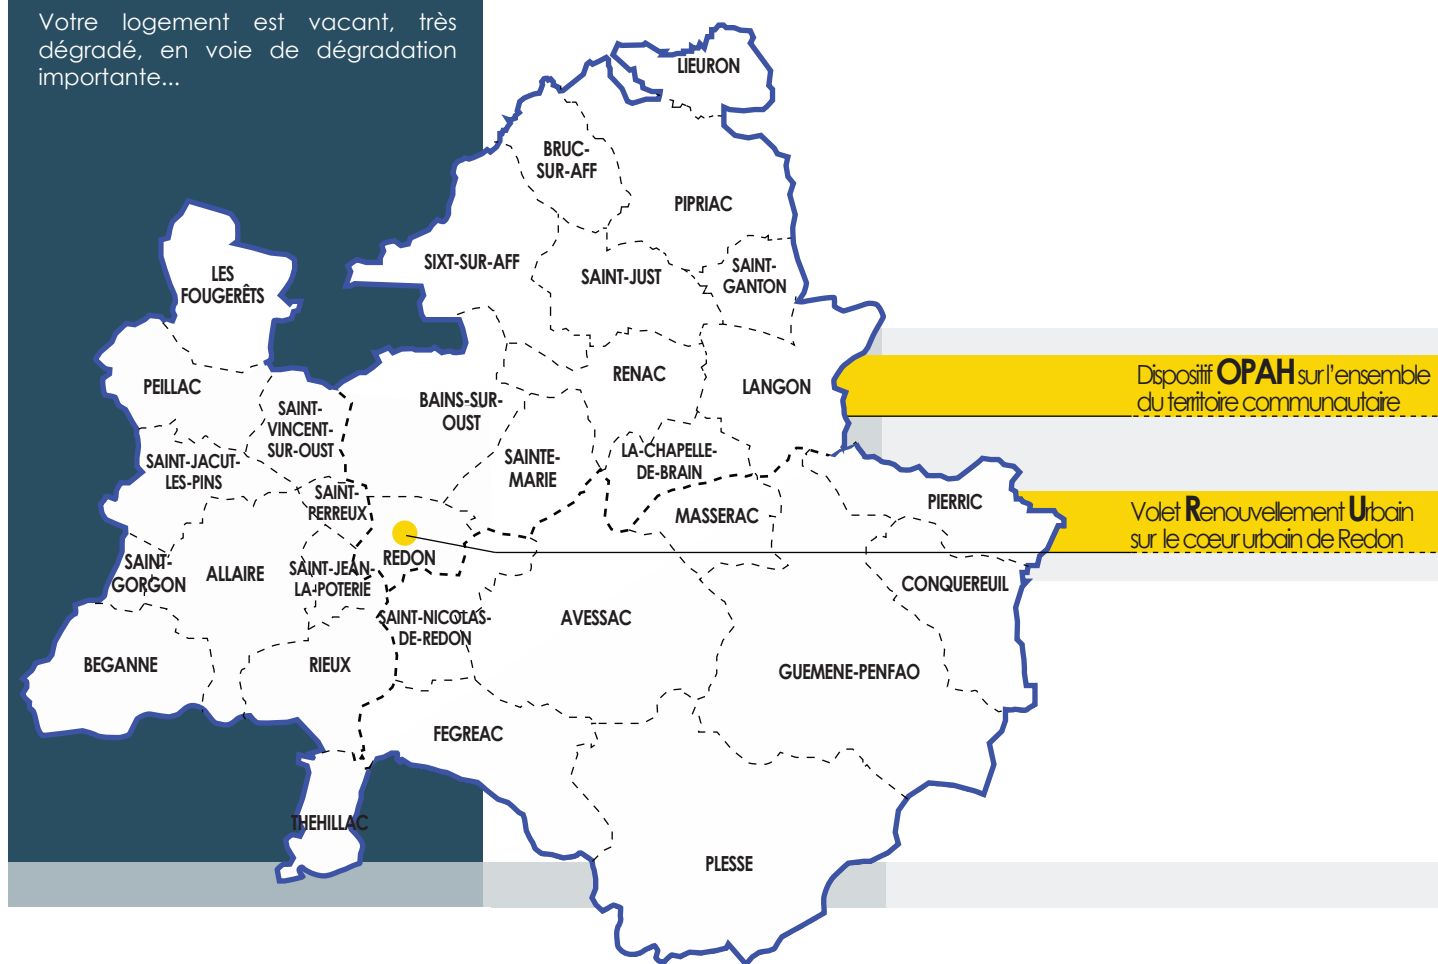 Votre logement est vacant, très
dégradé, en voie de dégradation
importante...
LIEURON
BRUC-
SUR-AFF
PIPRIAC
SIXT-SUR-AFF
SAINT-JUST
SAINT-
GANTON
LES
FOUGERÊTS
PEILLAC
SAINT-
VINCENT-
SUR-OUST
BAINS-SUR-
OUST
RENAC
LANGON
Dispositif OPAH sur l'ensemble
du territoire communautaire
SAINT-JACUT-
LES-PINS
SAINTE-
MARIE
LA-CHAPELLE-
DE-BRAIN
SAINT-
PERREUX
MASSERAC
PIERRIC
Volet Renouvellement Urbain
sur le coeur urbain de Redon
SAINT-
GORGON
ALLAIRE
SAINT-JEAN-
LA-POTERIE
REDON
CONQUEREUIL
SAINT-NICOLAS-
DE-REDON
AVESSAC
BEGANNE
RIEUX
GUEMENE-PENFAO
FEGREAC
THEHILLAC
PLESSE